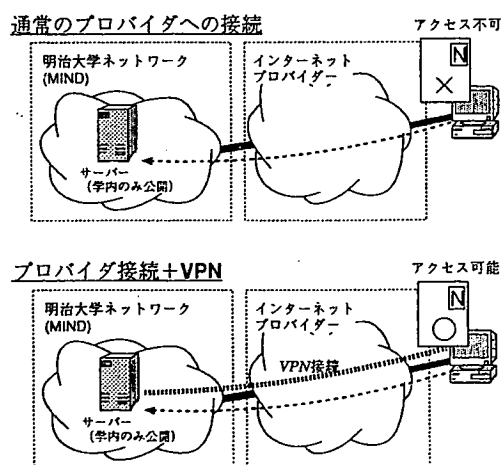 通常のプロバイダへの接続
アクセス不可
明治大学ネットワーク
(MIND)
インターネット
プロバイダー
N
×
サーバー
(学内のみ公開)
プロバイダ接続+VPN
アクセス可能
明治大学ネットワーク
(MIND)
インターネット
プロバイダー
N
○
VPN接続
サーバー
(学内のみ公開)